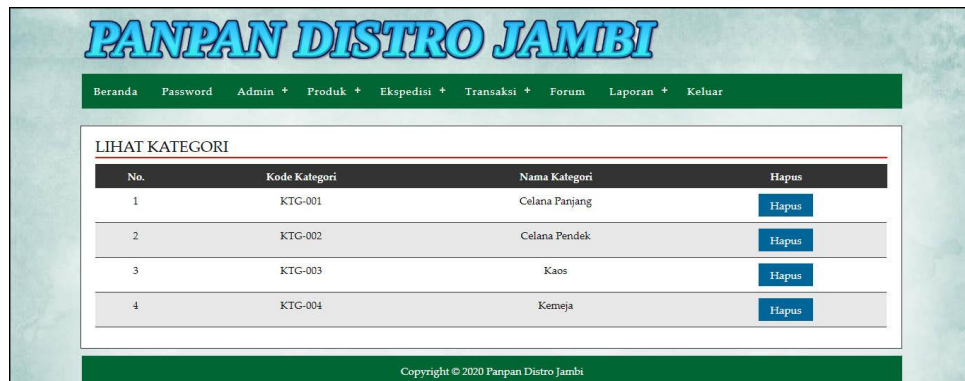 PANPAN DISTRO JAMBI
Beranda Password Admin + Produk + Ekspedisi + Transaksi + Forum Laporan + Keluar
LIHAT KATEGORI
No. Kode Kategori Nama Kategori Hapus
1 KTG-001 Celana Panjang Hapus
2 KTG-002 Celana Pendek Hapus
3 KTG-003 Kaos Hapus
4 KTG-004 Kemeja Hapus
Copyright © 2020 Panpan Distro Jambi